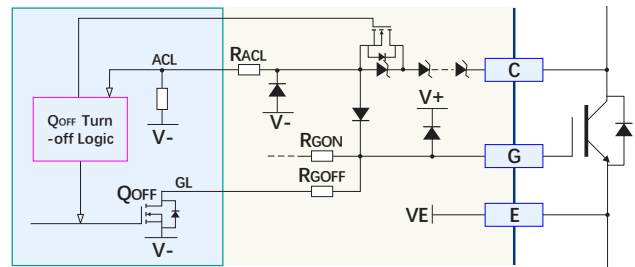 ACL
RACL
C
V+
V-
V-
QOFF Turn
-off Logic
RGON
G
QOFF
GL
RGOFF
VE
E
V-